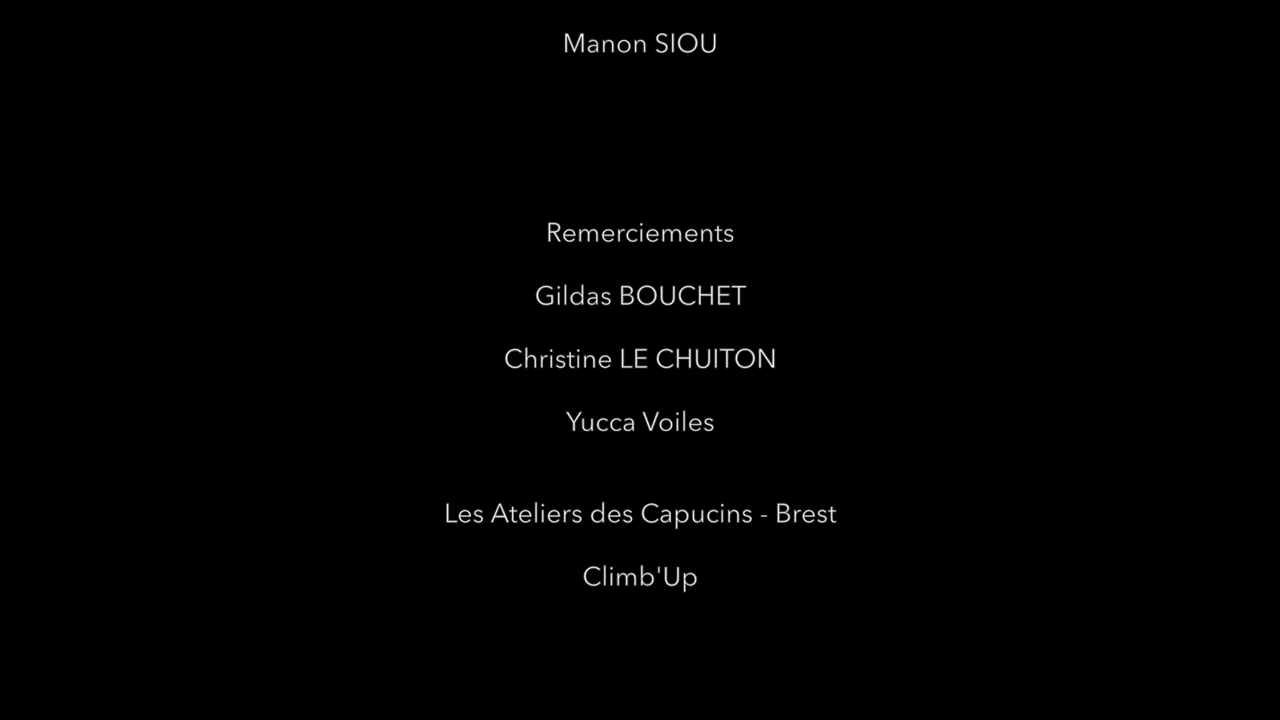 Manon SIOU
Remerciements
Gildas BOUCHET
Christine LE CHUITON
Yucca Voiles
Les Ateliers des Capucins - Brest
Climb'Up